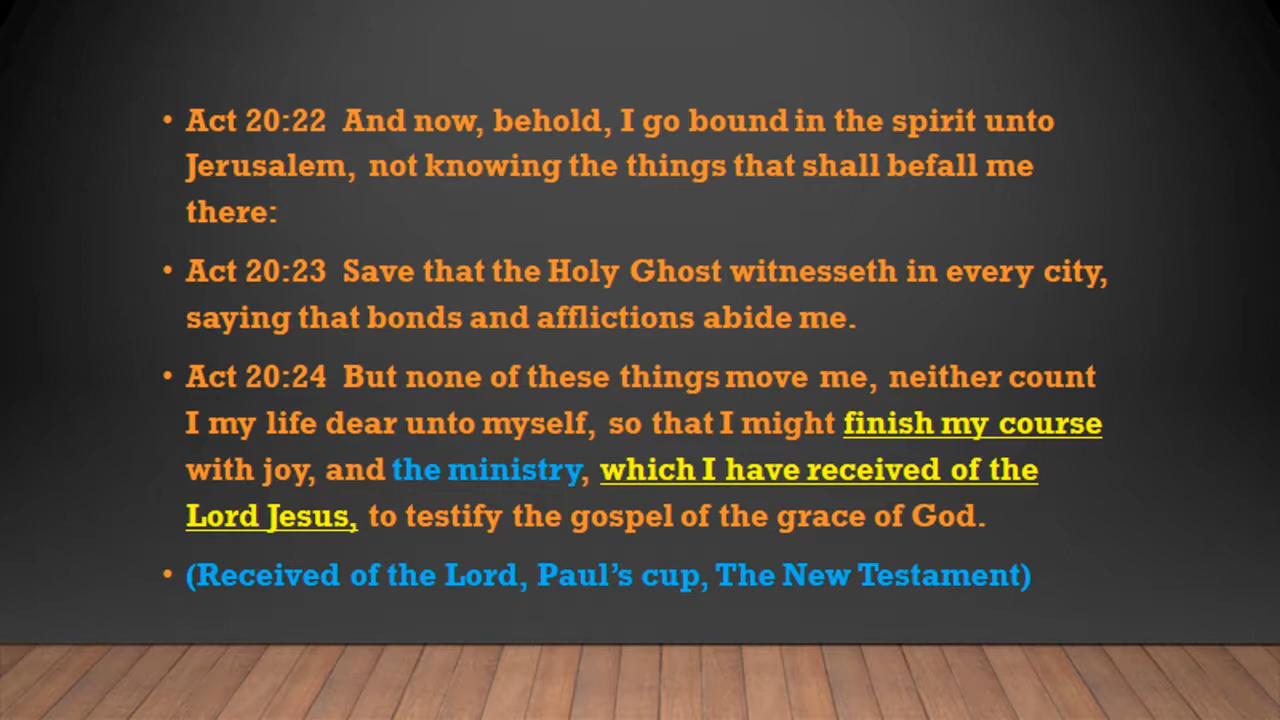 • Act 20:22 And now, behold, I go bound in the spirit unto
Jerusalem, not knowing the things that shall befall me
there:
• Act 20:23 Save that the Holy Ghost witnesseth in every city,
saying that bonds and afflictions abide me.
• Act 20:24 But none of these things move me, neither count
I my life dear unto myself, so that I might finish my course
with joy, and the ministry, which I have received of the
Lord Jesus, to testify the gospel of the grace of God.
• (Received of the Lord, Paul’s cup, The New Testament)